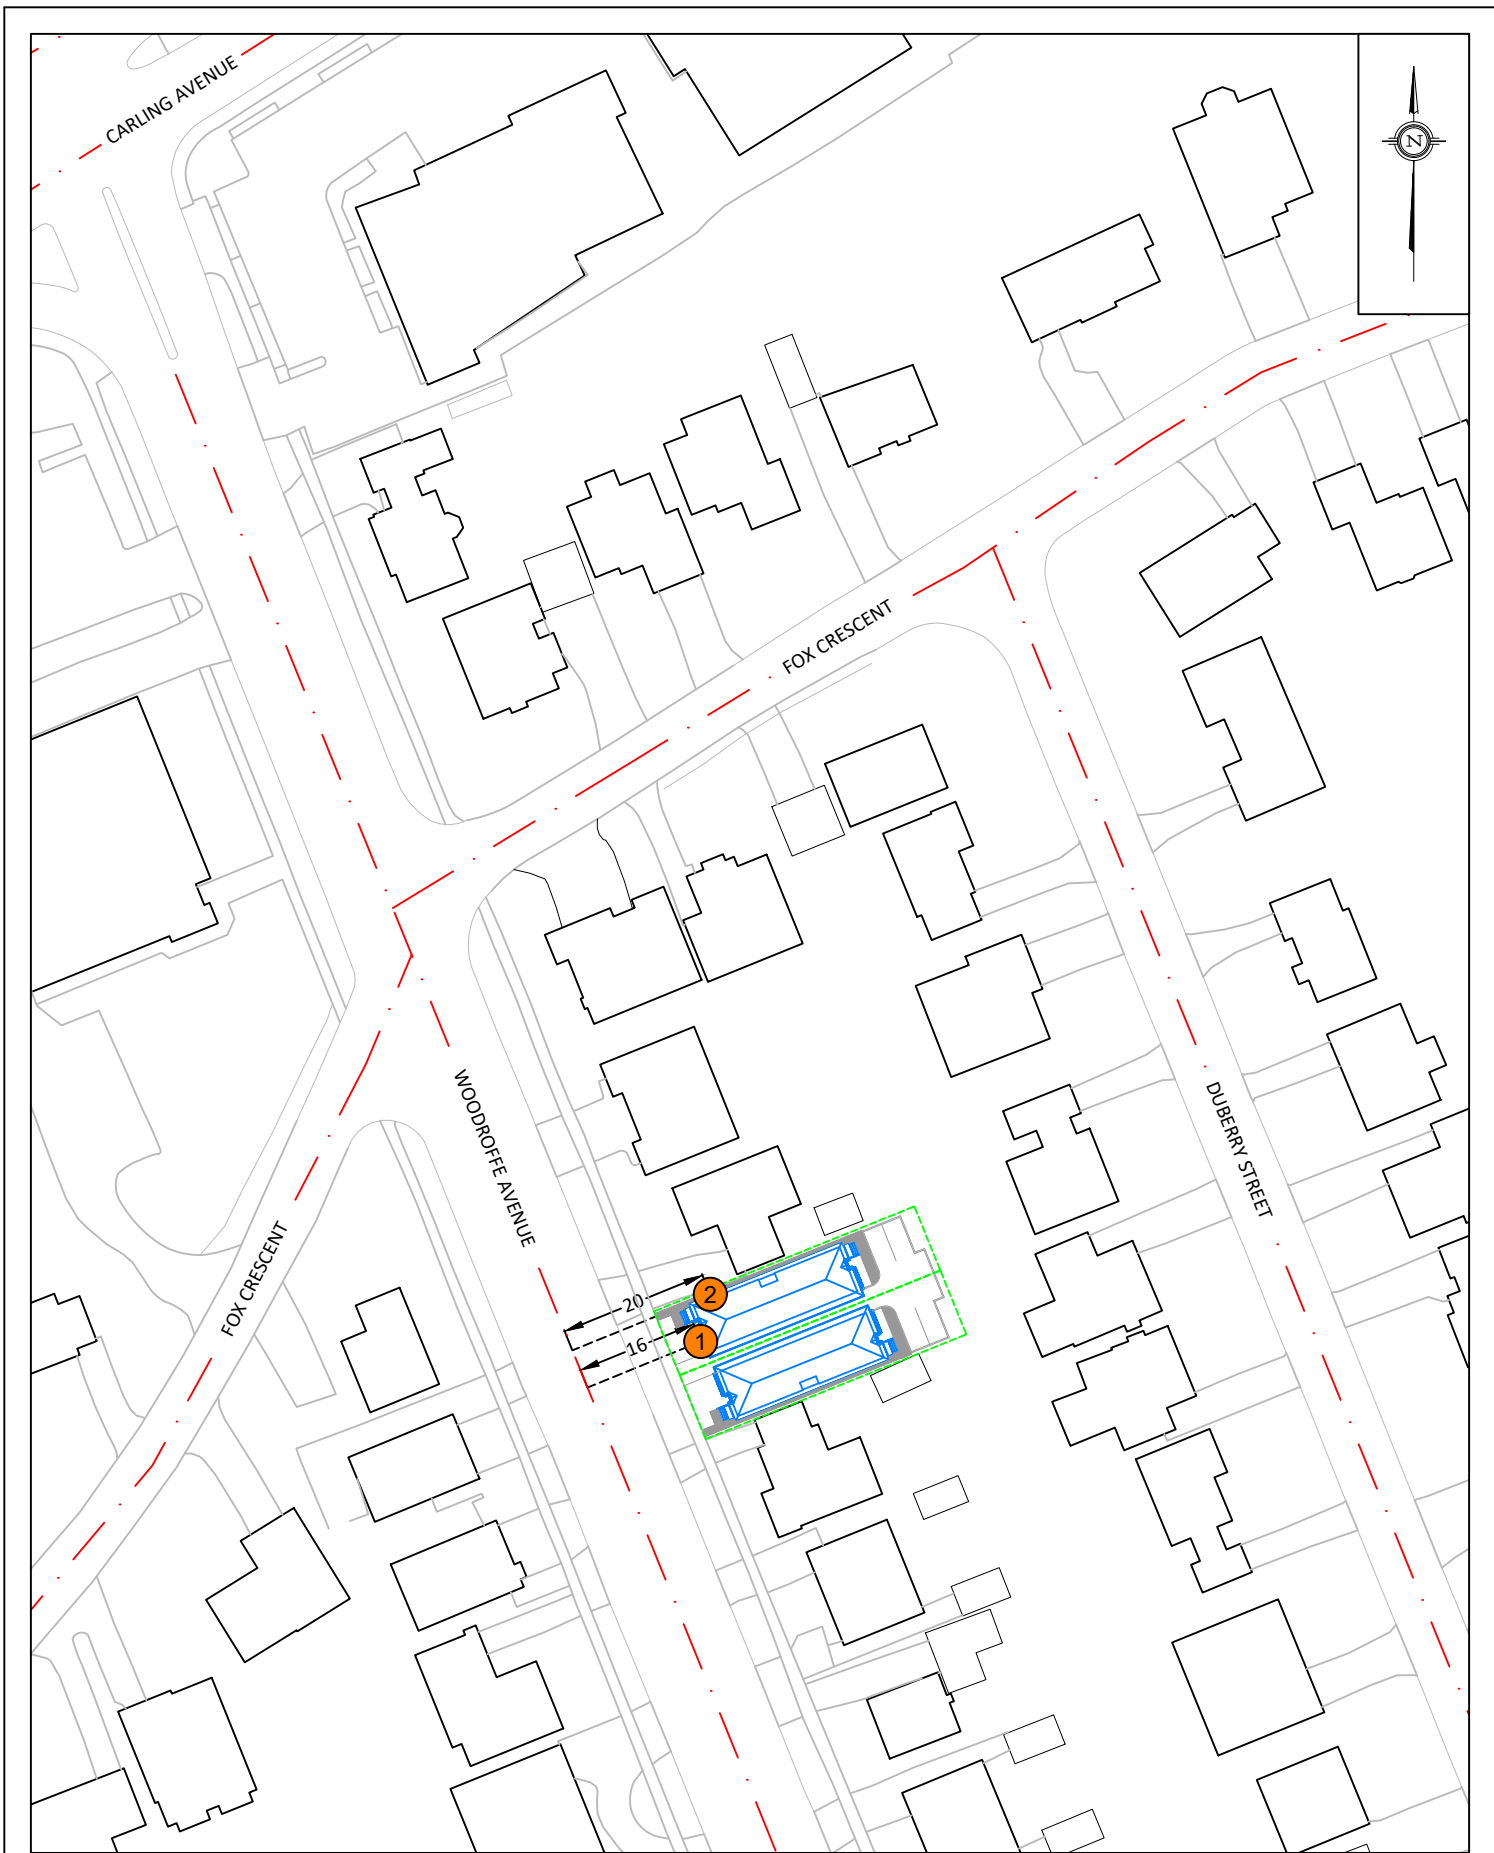 CARLING AVENUE
N
FOX CRESCENT
WOODROFFE AVENUE
DUBERRY STREET
FOX CRESCENT
20
2
16
1